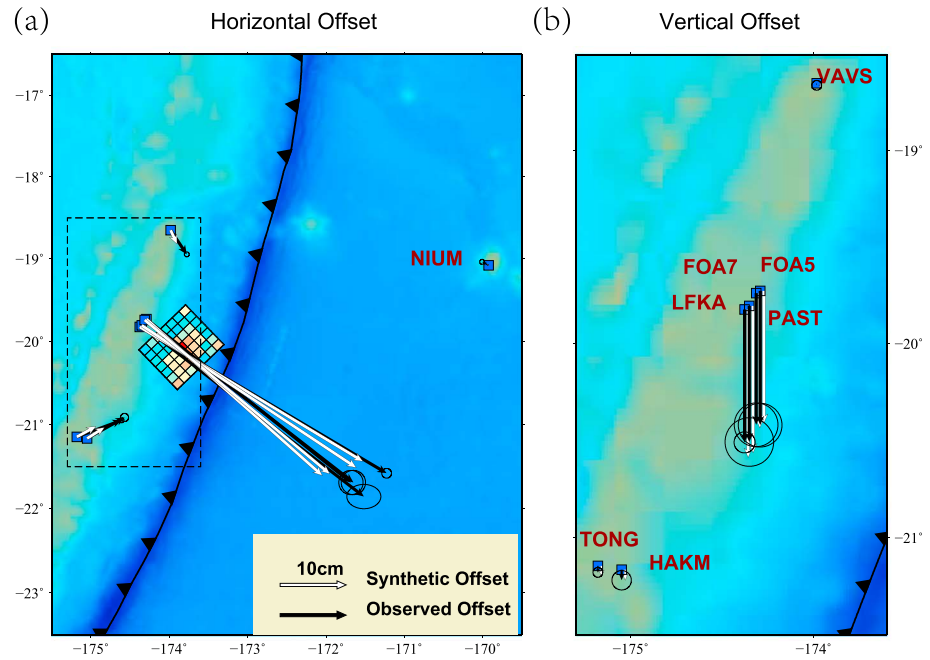 (a)
Horizontal Offset
(b)
Vertical Offset
−17˚
−18˚
−19˚
−20˚
−21˚
−22˚
−23˚
−175˚
−174˚
−173˚
−172˚
−171˚
−170˚
NIUM
10cm
Synthetic Offset
Observed Offset
VAVS
FOA7
FOA5
LFKA
PAST
TONG
HAKM
−19˚
−20˚
−21˚
−175˚
−174˚